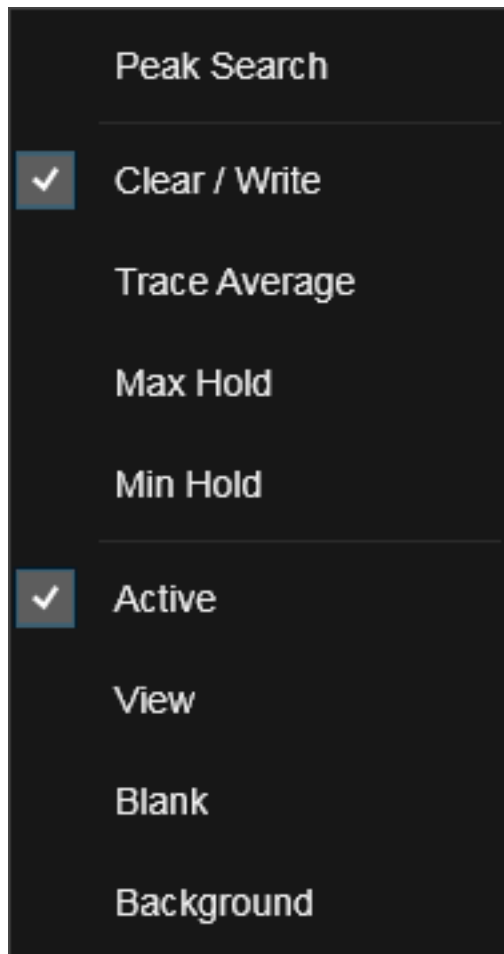 Peak Search
Clear / Write
Trace Average
Max Hold
Min Hold
Active
View
Blank
Background